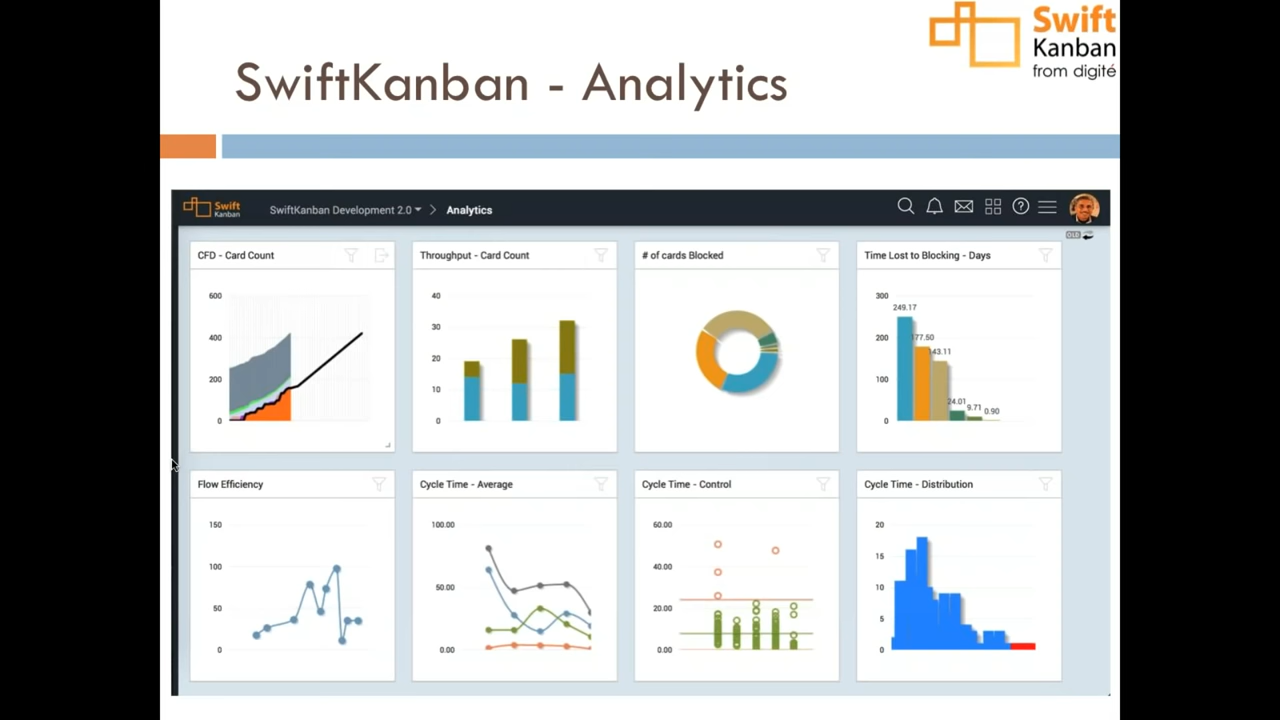 Swift
Kanban
from digité
SwiftKanban - Analytics
Swift
Kanban
SwiftKanban Development 2.0
Analytics
OLD
CFD - Card Count
600
400
200
0
Throughput - Card Count
40
30
20
10
0
# of cards Blocked
Time Lost to Blocking - Days
300
200
100
0
249.17
177.50
143.11
24.01
9.71
0.90
Flow Efficiency
150
100
50
0
Cycle Time - Average
100.00
50.00
0.00
Cycle Time - Control
60.00
40.00
20.00
0.00
Cycle Time - Distribution
20
15
10
5
0